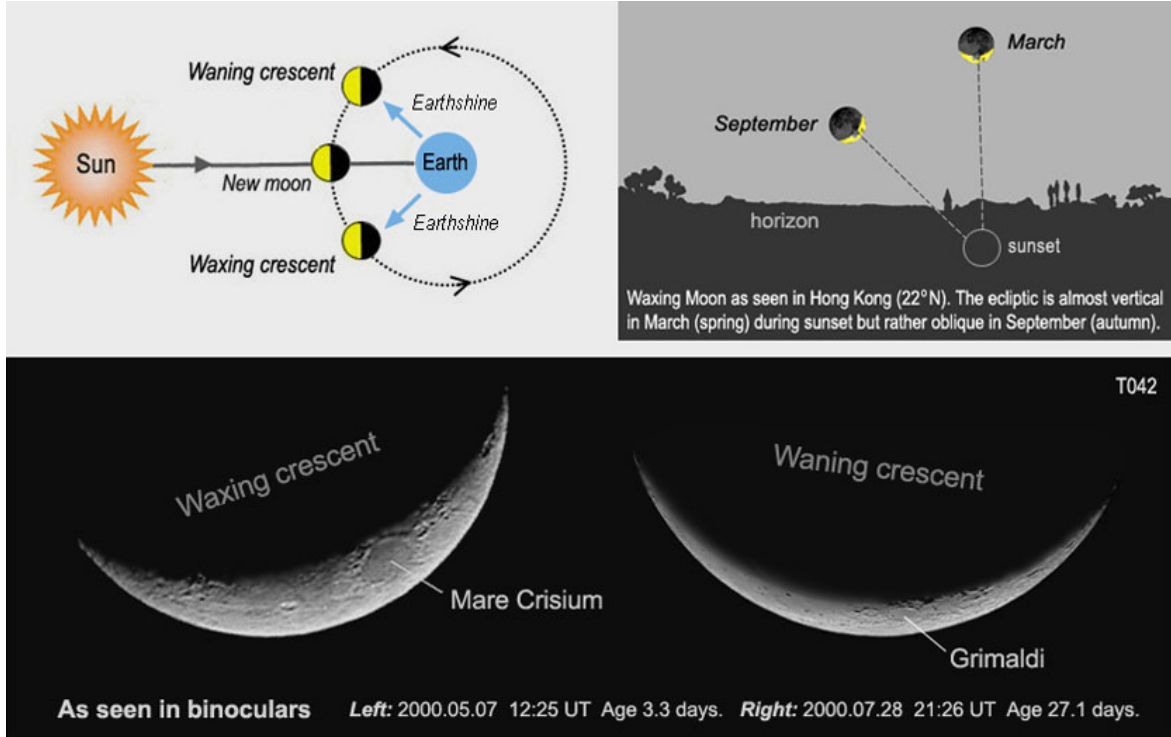 Waning crescent
Earthshine
Sun
Earth
New moon
Earthshine
Waxing crescent
March
September
horizon
sunset
Waxing Moon as seen in Hong Kong (22°N). The ecliptic is almost vertical
in March (spring) during sunset but rather oblique in September (autumn).
T042
Waxing crescent
Waning crescent
Mare Crisium
Grimaldi
As seen in binoculars Left: 2000.05.07 12:25 UT Age 3.3 days. Right: 2000.07.28 21:26 UT Age 27.1 days.